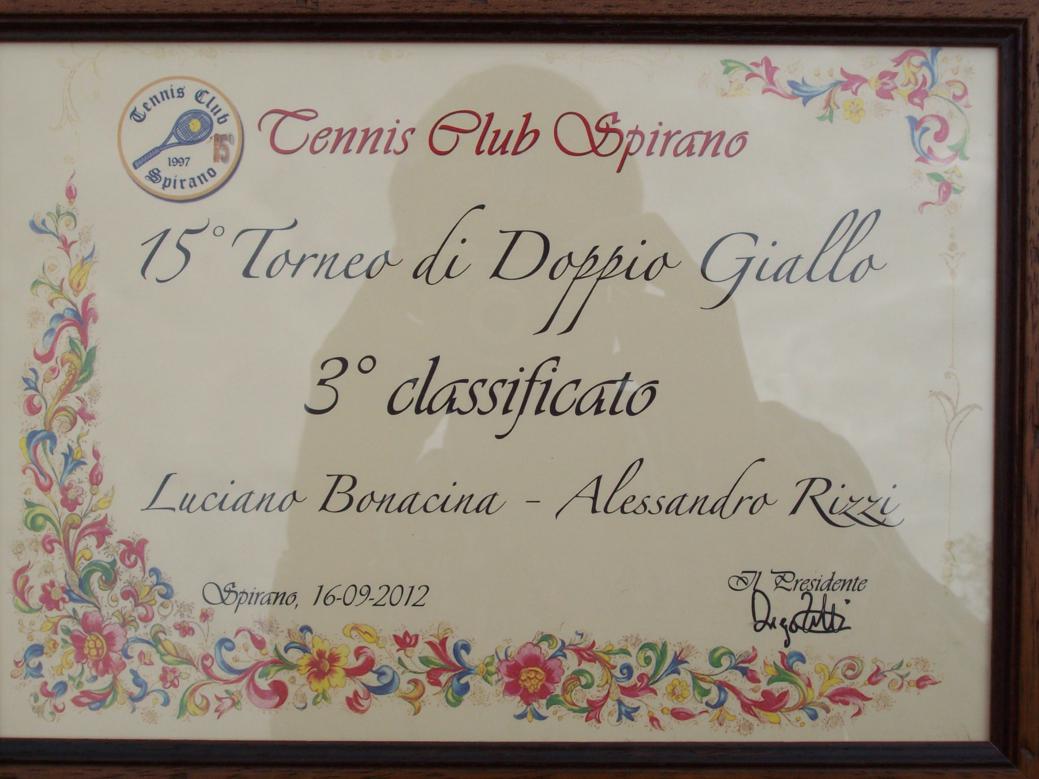 Tennis Club
15°
1997
Spirano
Tennis Club Spirano
15° Torneo di Doppio Giallo
3° classificato
Luciano Bonacina - Alessandro Rizzi
Spirano, 16-09-2012
Il Presidente